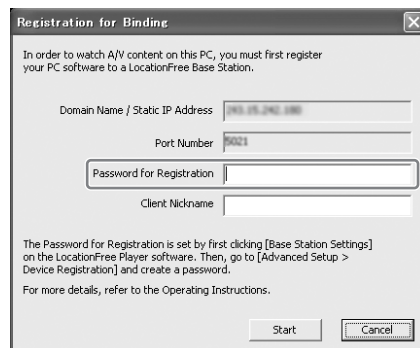 Registration for Binding
In order to watch A/V content on this PC, you must first register
your PC software to a LocationFree Base Station.
Domain Name / Static IP Address
Port Number 5021
Password for Registration
Client Nickname
The Password for Registration is set by first clicking [Base Station Settings]
on the LocationFree Player software. Then, go to [Advanced Setup >
Device Registration] and create a password.
For more details, refer to the Operating Instructions.
Start Cancel